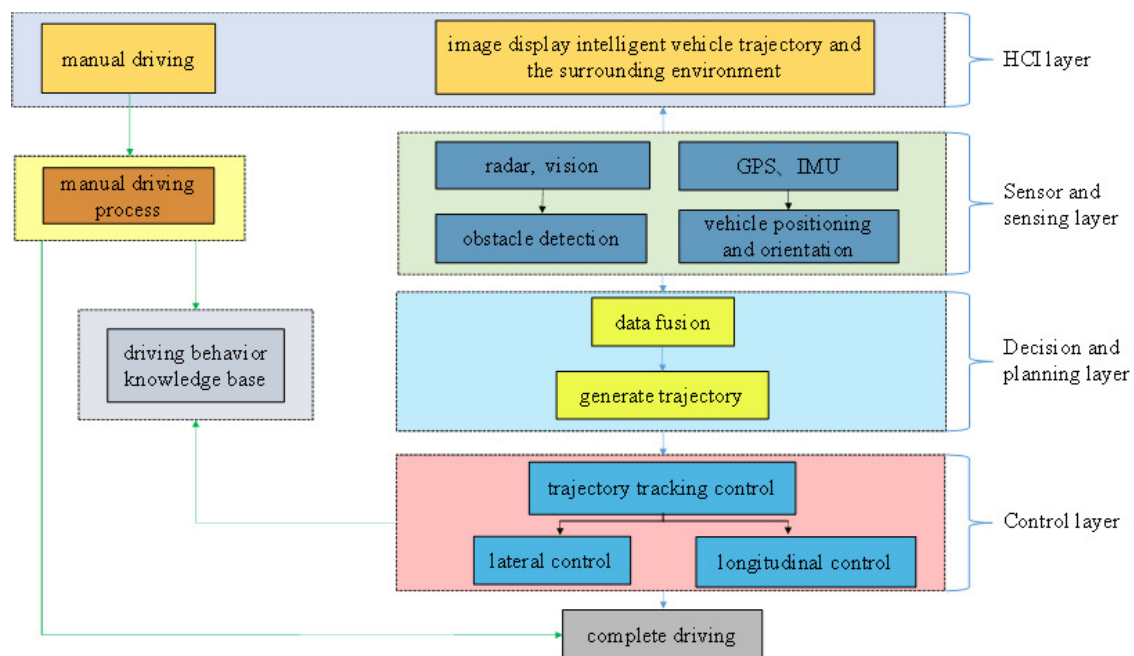 manual driving
image display intelligent vehicle trajectory and
the surrounding environment
HCI layer
manual driving
process
radar, vision
GPS、IMU
obstacle detection
vehicle positioning
and orientation
Sensor and
sensing layer
driving behavior
knowledge base
data fusion
generate trajectory
Decision and
planning layer
trajectory tracking control
lateral control
longitudinal control
Control layer
complete driving